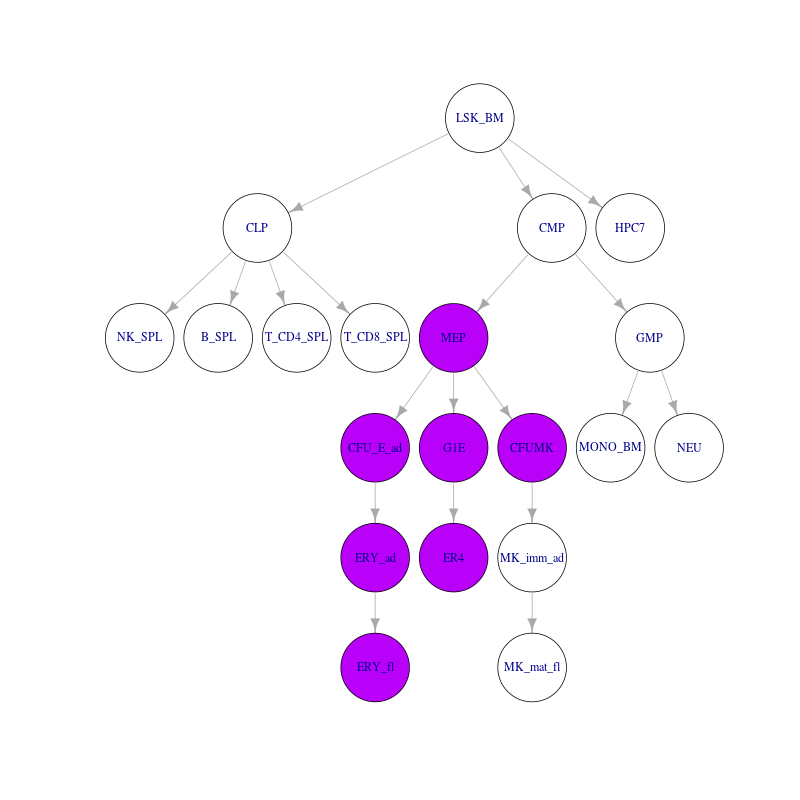 LSK_BM
CLP
CMP
HPC7
NK_SPL
B_SPL
T_CD4_SPL
T_CD8_SPL
MEP
GMP
CFU_E_ad
G1E
CFUMK
MONO_BM
NEU
ERY_ad
ER4
MK_imm_ad
ERY_fl
MK_mat_fl